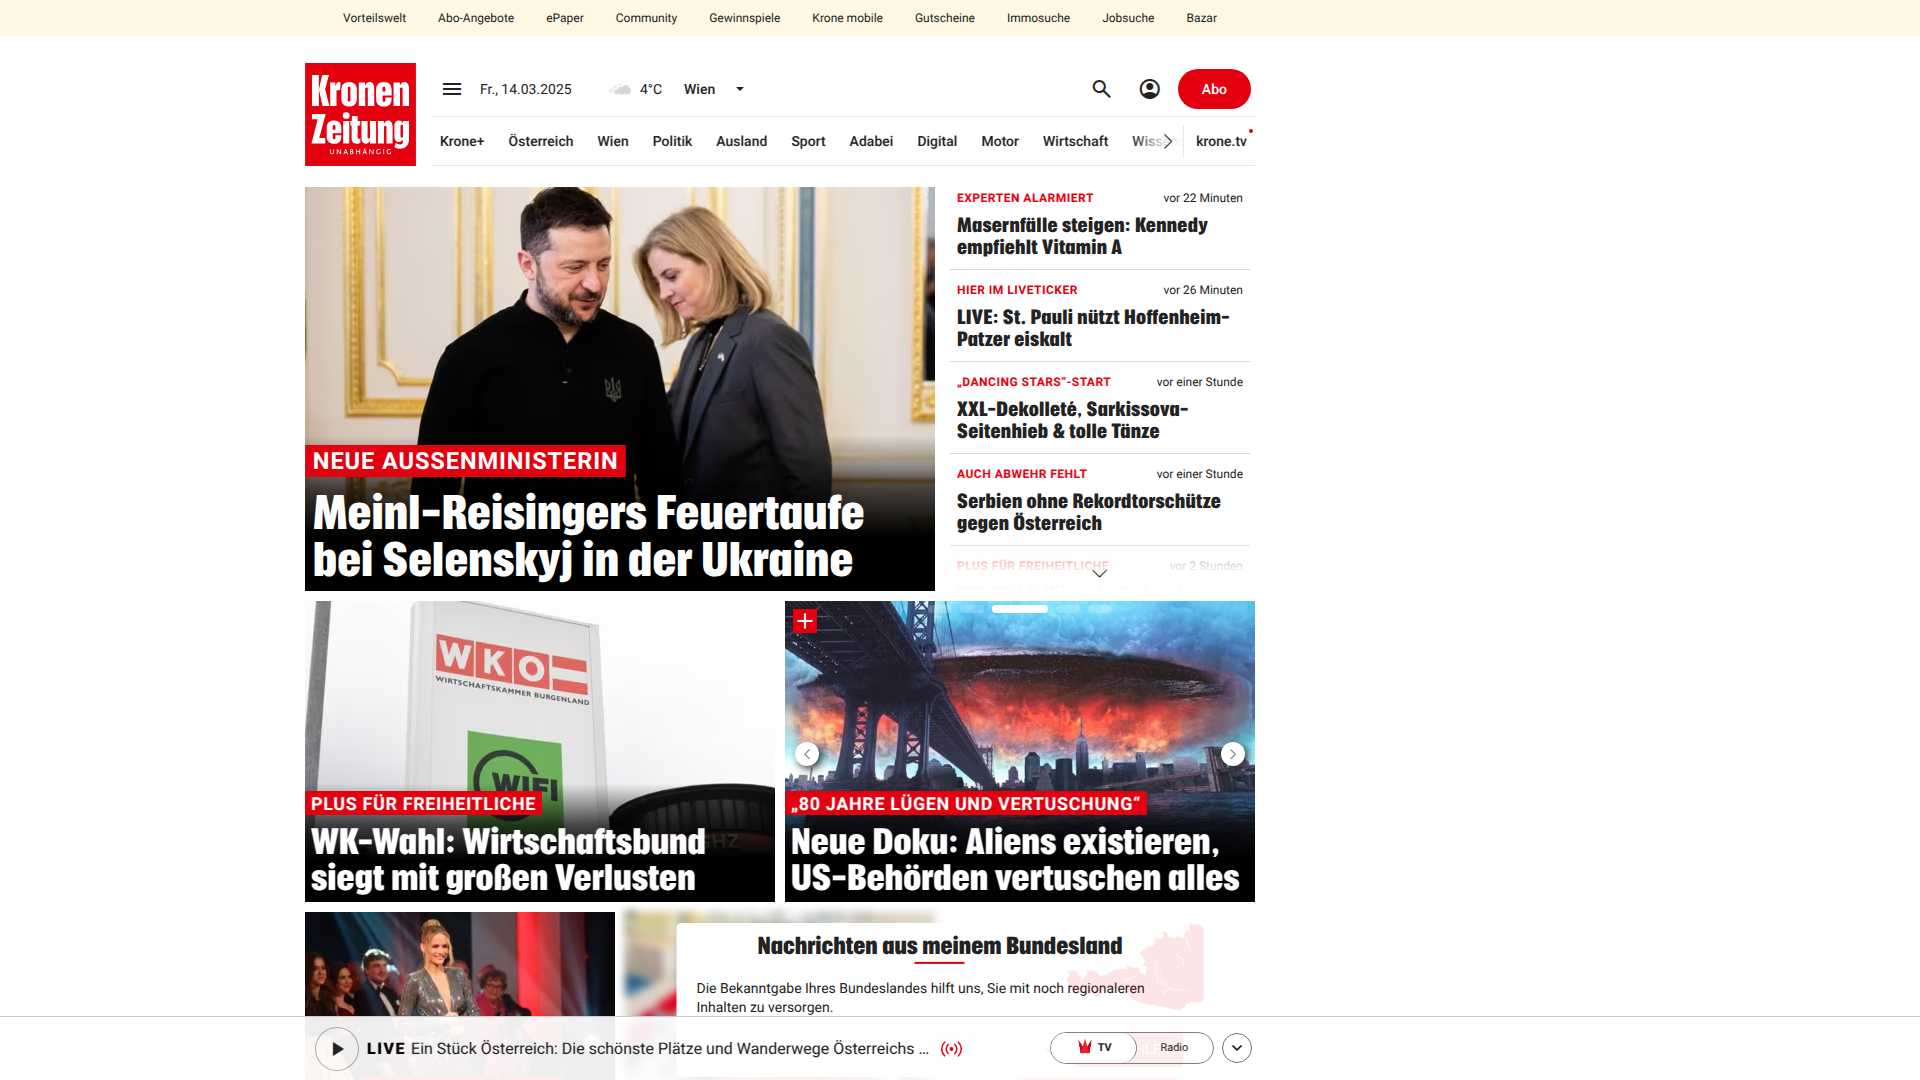 Vorteilswelt Abo-Angebote ePaper Community Gewinnspiele Krone mobile Gutscheine Immosuche Jobsuche Bazar
Kronen
Zeitung
UNABHÄNGIG
Fr., 14.03.2025 4°C Wien Abo
Krone+ Österreich Wien Politik Ausland Sport Adabei Digital Motor Wirtschaft krone.tv
NEUE AUSSENMINISTERIN
Meinl-Reisingers Feuertaufe
bei Selenskyj in der Ukraine
EXPERTEN ALARMIERT vor 22 Minuten
Masernfälle steigen: Kennedy
empfiehlt Vitamin A
HIER IM LIVETICKER vor 26 Minuten
LIVE: St. Pauli nützt Hoffenheim-
Patzer eiskalt
„DANCING STARS“-START vor einer Stunde
XXL-Dekolleté, Sarkissova-
Seitenhieb & tolle Tänze
AUCH ABWEHR FEHLT vor einer Stunde
Serbien ohne Rekordtorschütze
gegen Österreich
PLUS FÜR FREIHEITLICHE vor 2 Stunden
WKO
WIRTSCHAFTSKAMMER BURGENLAND
WIFI
PLUS FÜR FREIHEITLICHE
WK-Wahl: Wirtschaftsbund
siegt mit großen Verlusten
„80 JAHRE LÜGEN UND VERTUSCHUNG“
Neue Doku: Aliens existieren,
US-Behörden vertuschen alles
Nachrichten aus meinem Bundesland
Die Bekanntgabe Ihres Bundeslandes hilft uns, Sie mit noch regionaleren
Inhalten zu versorgen.
LIVE Ein Stück Österreich: Die schönste Plätze und Wanderwege Österreichs ... TV Radio